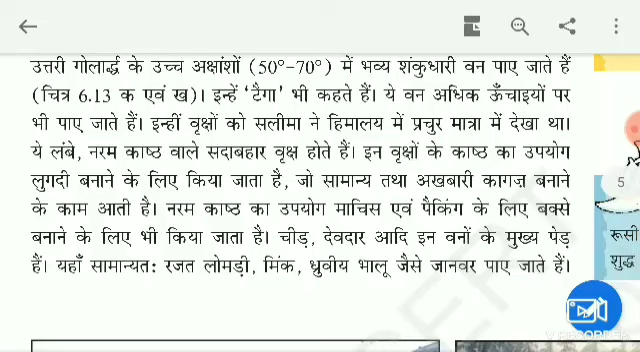 उत्तरी गोलार्द्ध के उच्च अक्षांशों (50°–70°) में भव्य शंकुधारी वन पाए जाते हैं
(चित्र 6.13 क एवं ख)। इन्हें ‘टैगा’ भी कहते हैं। ये वन अधिक ऊँचाइयों पर
भी पाए जाते हैं। इन्हीं वृक्षों को सलीमा ने हिमालय में प्रचुर मात्रा में देखा था।
ये लंबे, नरम काष्ठ वाले सदाबहार वृक्ष होते हैं। इन वृक्षों के काष्ठ का उपयोग
लुगदी बनाने के लिए किया जाता है, जो सामान्य तथा अखबारी कागज़ बनाने
के काम आती है। नरम काष्ठ का उपयोग माचिस एवं पैकिंग के लिए बक्से
बनाने के लिए भी किया जाता है। चीड़, देवदार आदि इन वनों के मुख्य पेड़
हैं। यहाँ सामान्यतः रजत लोमड़ी, मिंक, ध्रुवीय भालू जैसे जानवर पाए जाते हैं।
5
रूसी
शुद्ध
V RECORDER